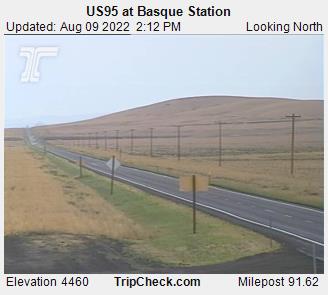 US95 at Basque Station
Updated: Aug 09 2022 2:12 PM Looking North
Elevation 4460 TripCheck.com Milepost 91.62